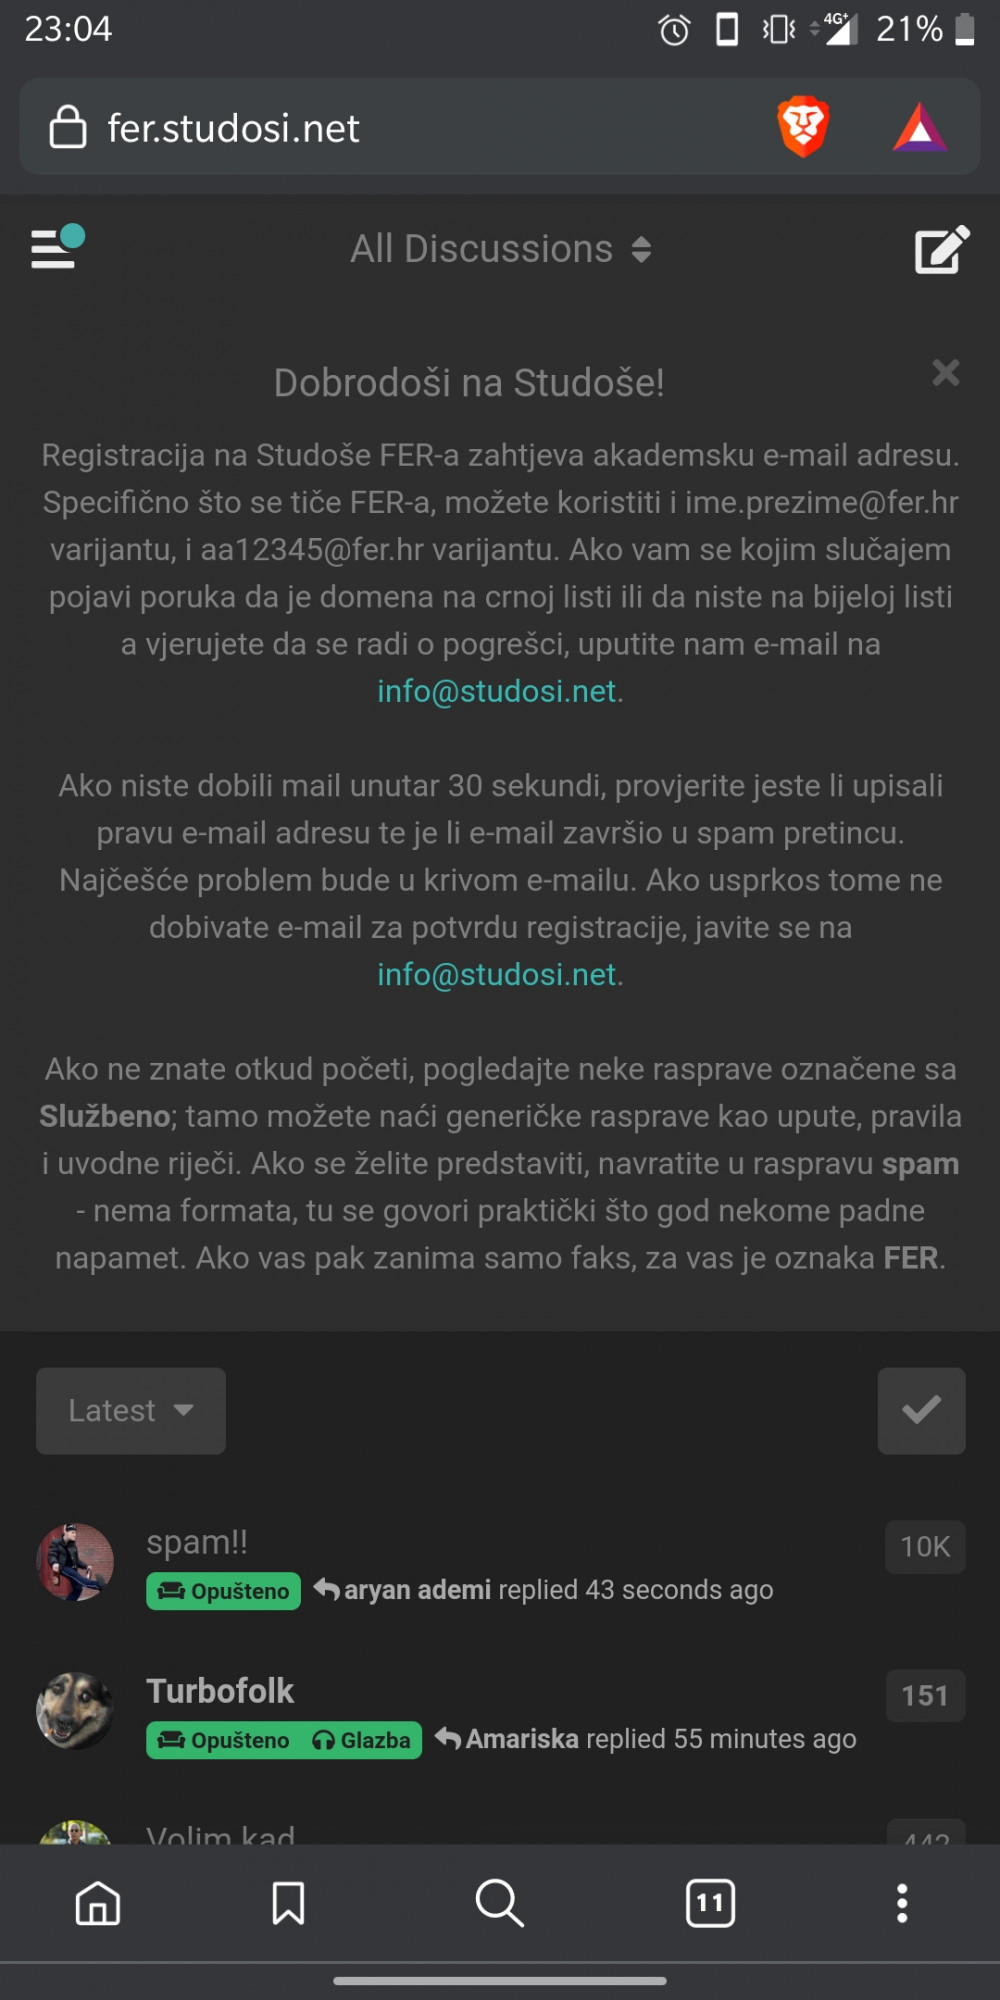 23:04
4G+ 21%
fer.studosi.net
All Discussions
Dobrodoši na Studoše!
Registracija na Studoše FER-a zahtjeva akademsku e-mail adresu.
Specifično što se tiče FER-a, možete koristiti i ime.prezime@fer.hr
varijantu, i aa12345@fer.hr varijantu. Ako vam se kojim slučajem
pojavi poruka da je domena na crnoj listi ili da niste na bijeloj listi
a vjerujete da se radi o pogrešci, uputite nam e-mail na
info@studosi.net.
Ako niste dobili mail unutar 30 sekundi, provjerite jeste li upisali
pravu e-mail adresu te je li e-mail završio u spam pretincu.
Najčešće problem bude u krivom e-mailu. Ako usprkos tome ne
dobivate e-mail za potvrdu registracije, javite se na
info@studosi.net.
Ako ne znate otkud početi, pogledajte neke rasprave označene sa
Službeno; tamo možete naći generičke rasprave kao upute, pravila
i uvodne riječi. Ako se želite predstaviti, navratite u raspravu spam
- nema formata, tu se govori praktički što god nekome padne
napamet. Ako vas pak zanima samo faks, za vas je oznaka FER.
Latest
spam!! 10K
Opušteno aryan ademi replied 43 seconds ago
Turbofolk 151
Opušteno Glazba Amariska replied 55 minutes ago
Volim kad 442
11